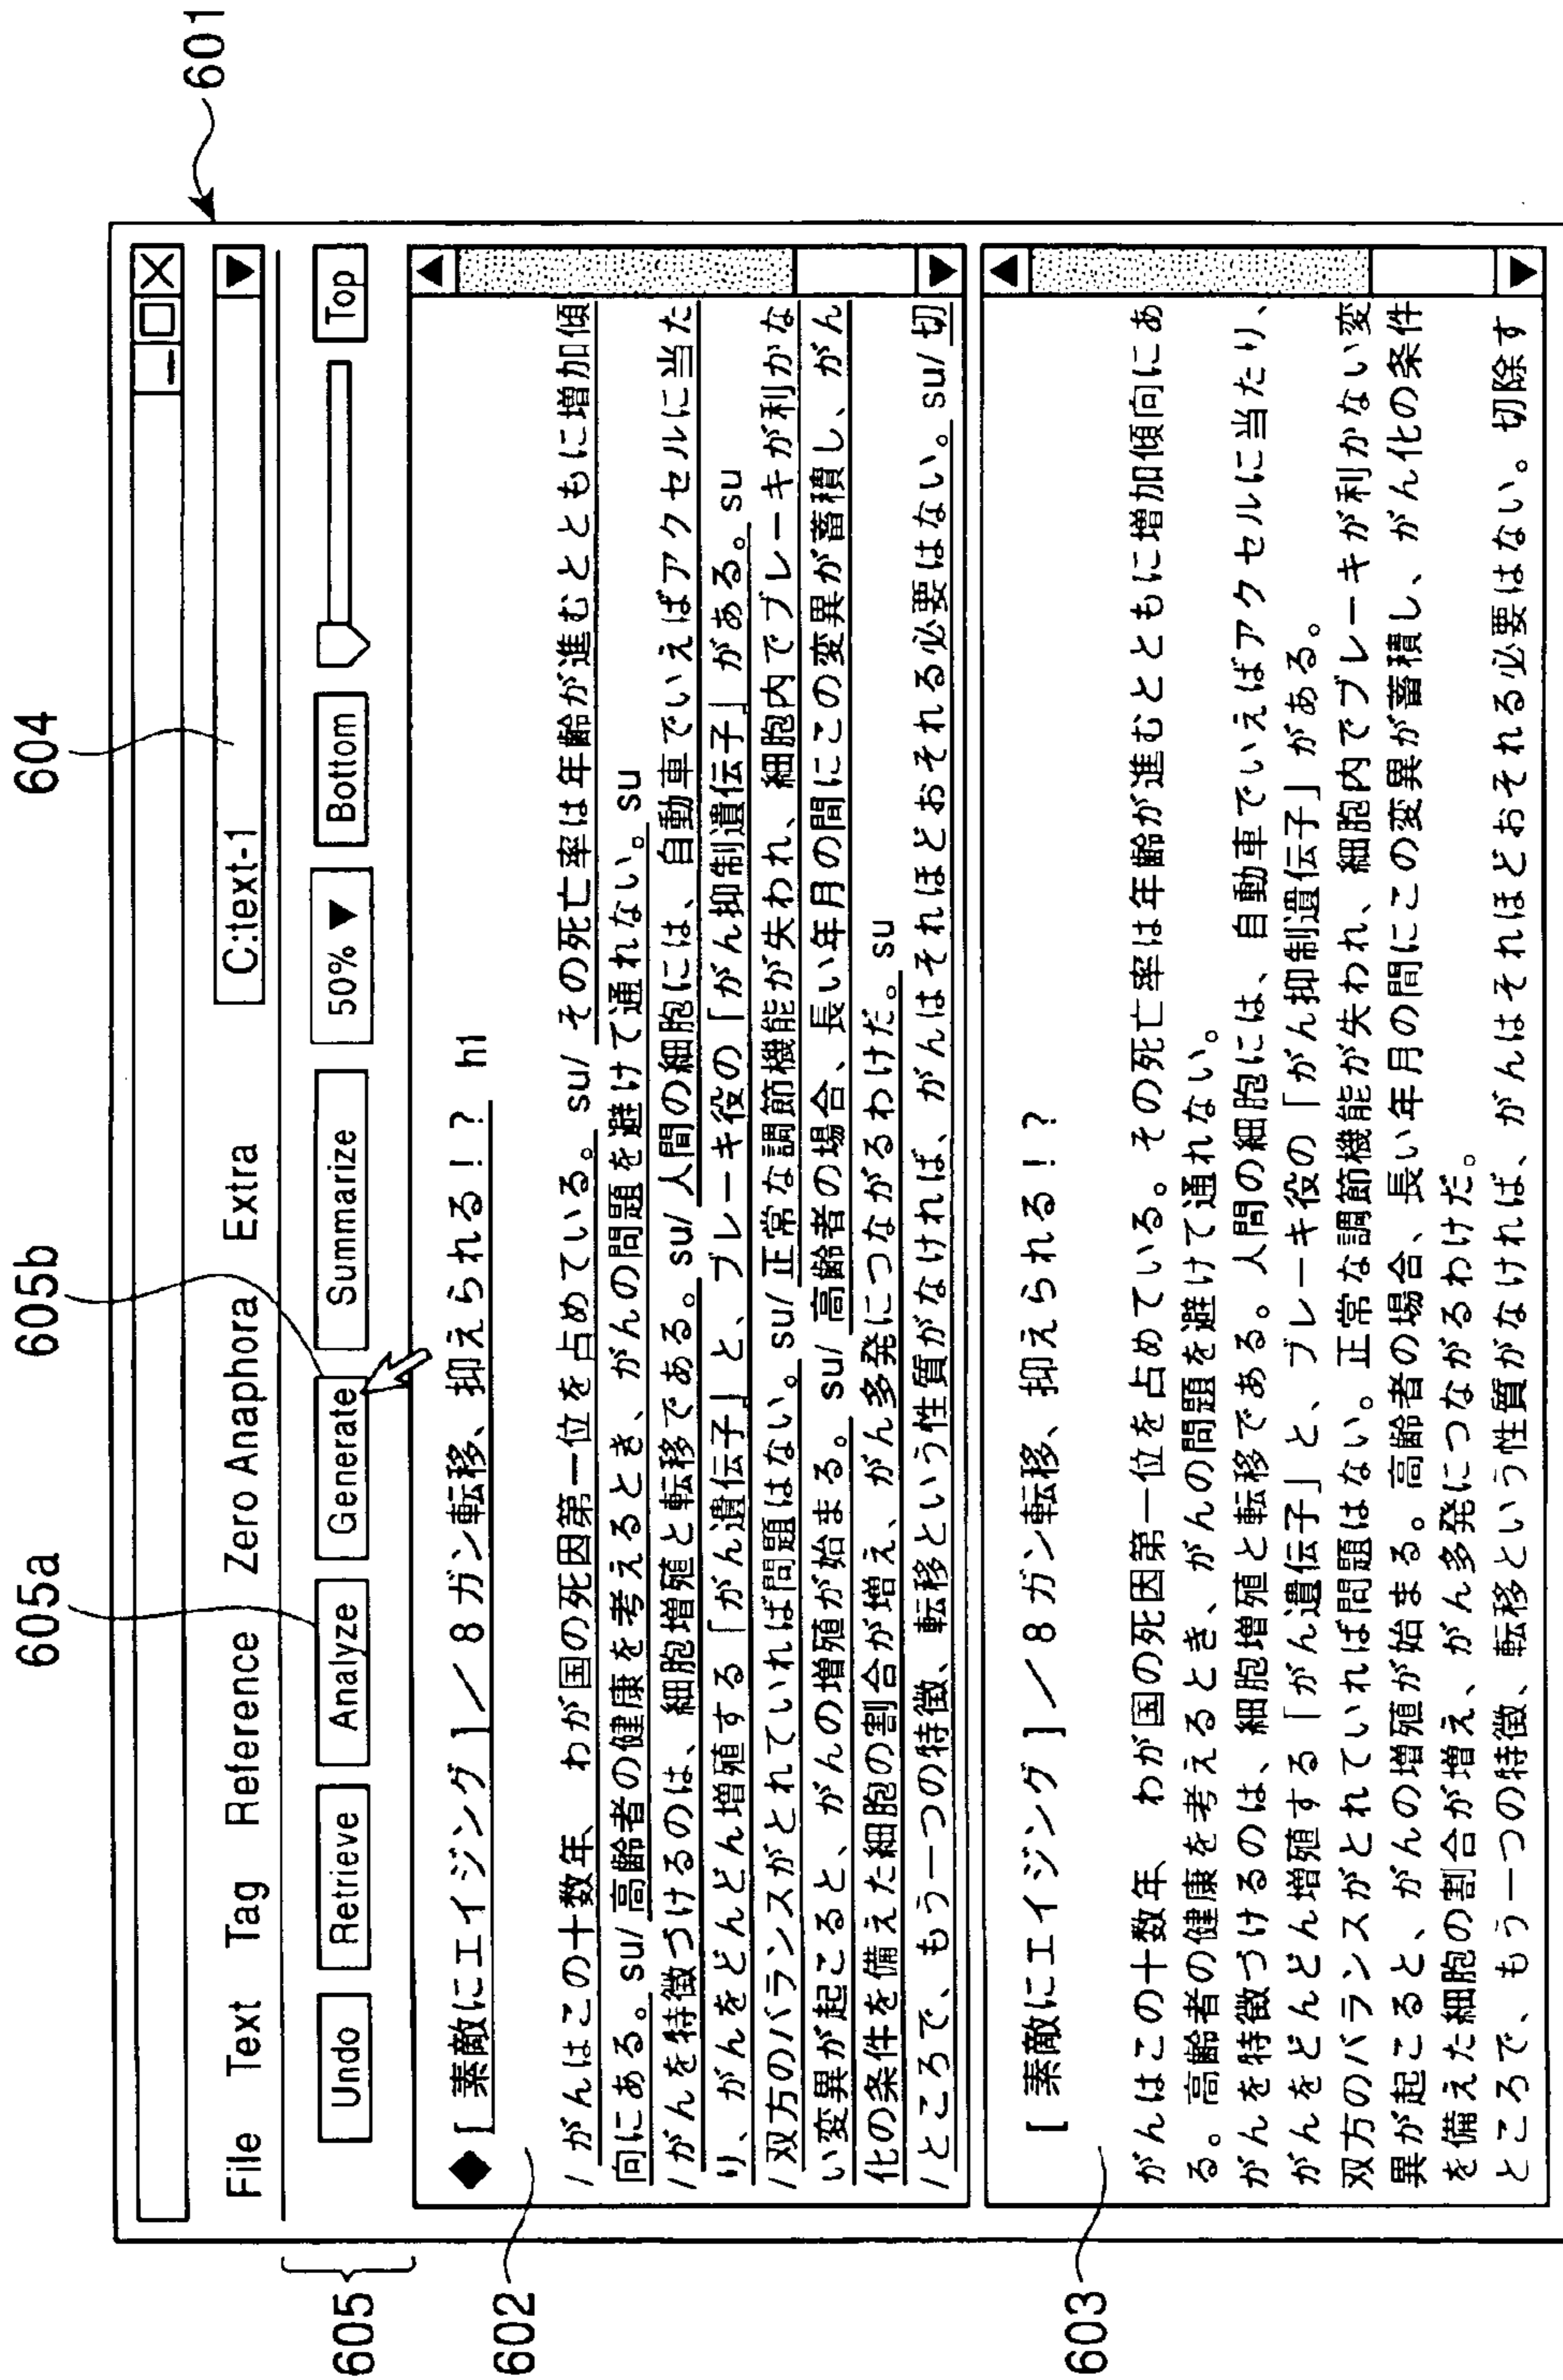 604
605b
605a
601
C:text-1
File Text Tag Reference Zero Anaphora Extra
Undo Retrieve Analyze Generate Summarize 50% ▼ Bottom Top
605
602
◆ [ 素敵にエイジング ] ／ 8 ガン転移、抑えられる！？ h1
/ がんはこの十数年、わが国の死因第一位を占めている。su/ その死亡率は年齢が進むとともに増加傾
向にある。su/ 高齢者の健康を考えるとき、がんの問題を避けて通れない。su
/ がんを特徴づけるのは、細胞増殖と転移である。su/ 人間の細胞には、自動車でいえばアクセルに当た
り、がんをどんどん増殖する「がん遺伝子」と、ブレーキ役の「がん抑制遺伝子」がある。su
/ 双方のバランスがとれていれば問題はない。su/ 正常な調節機能が失われ、細胞内でブレーキが利かな
い変異が起こると、がんの増殖が始まる。su/ 高齢者の場合、長い年月の間にこの変異が蓄積し、がん
化の条件を備えた細胞の割合が増え、がん多発につながるわけだ。su
/ ところで、もう一つの特徴、転移という性質がなければ、がんはそれほどおそれる必要はない。su/ 切
603
[ 素敵にエイジング ] ／ 8 ガン転移、抑えられる！？
がんはこの十数年、わが国の死因第一位を占めている。その死亡率は年齢が進むとともに増加傾向にあ
る。高齢者の健康を考えるとき、がんの問題を避けて通れない。
がんを特徴づけるのは、細胞増殖と転移である。人間の細胞には、自動車でいえばアクセルに当たり、
がんをどんどん増殖する「がん遺伝子」と、ブレーキ役の「がん抑制遺伝子」がある。
双方のバランスがとれていれば問題はない。正常な調節機能が失われ、細胞内でブレーキが利かない変
異が起こると、がんの増殖が始まる。高齢者の場合、長い年月の間にこの変異が蓄積し、がん化の条件
を備えた細胞の割合が増え、がん多発につながるわけだ。
ところで、もう一つの特徴、転移という性質がなければ、がんはそれほどおそれる必要はない。切除す